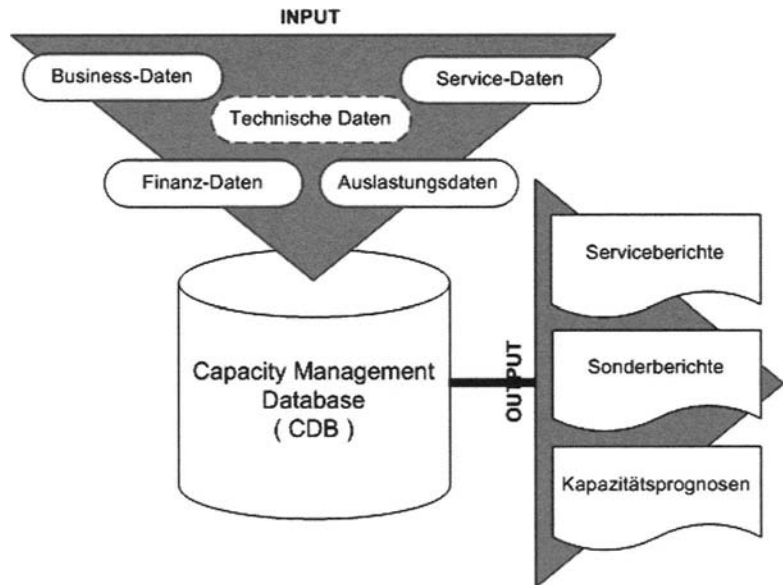 INPUT
Business-Daten
Service-Daten
Technische Daten
Finanz-Daten
Auslastungsdaten
Capacity Management
Database
( CDB )
OUTPUT
Serviceberichte
Sonderberichte
Kapazitätsprognosen